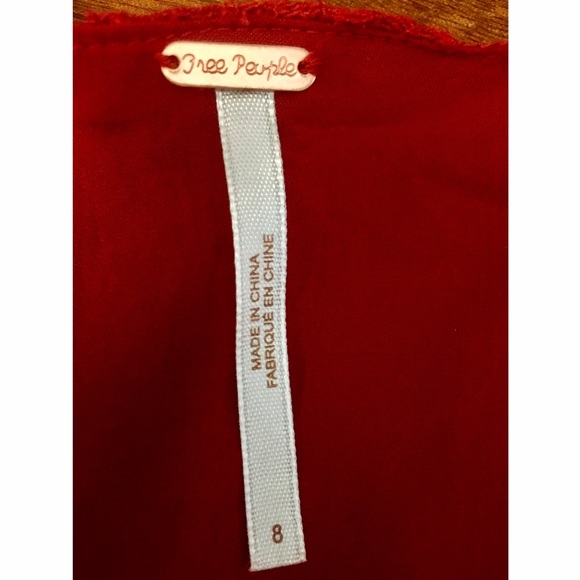 Free People
MADE IN CHINA
FABRIQUÉ EN CHINE
8